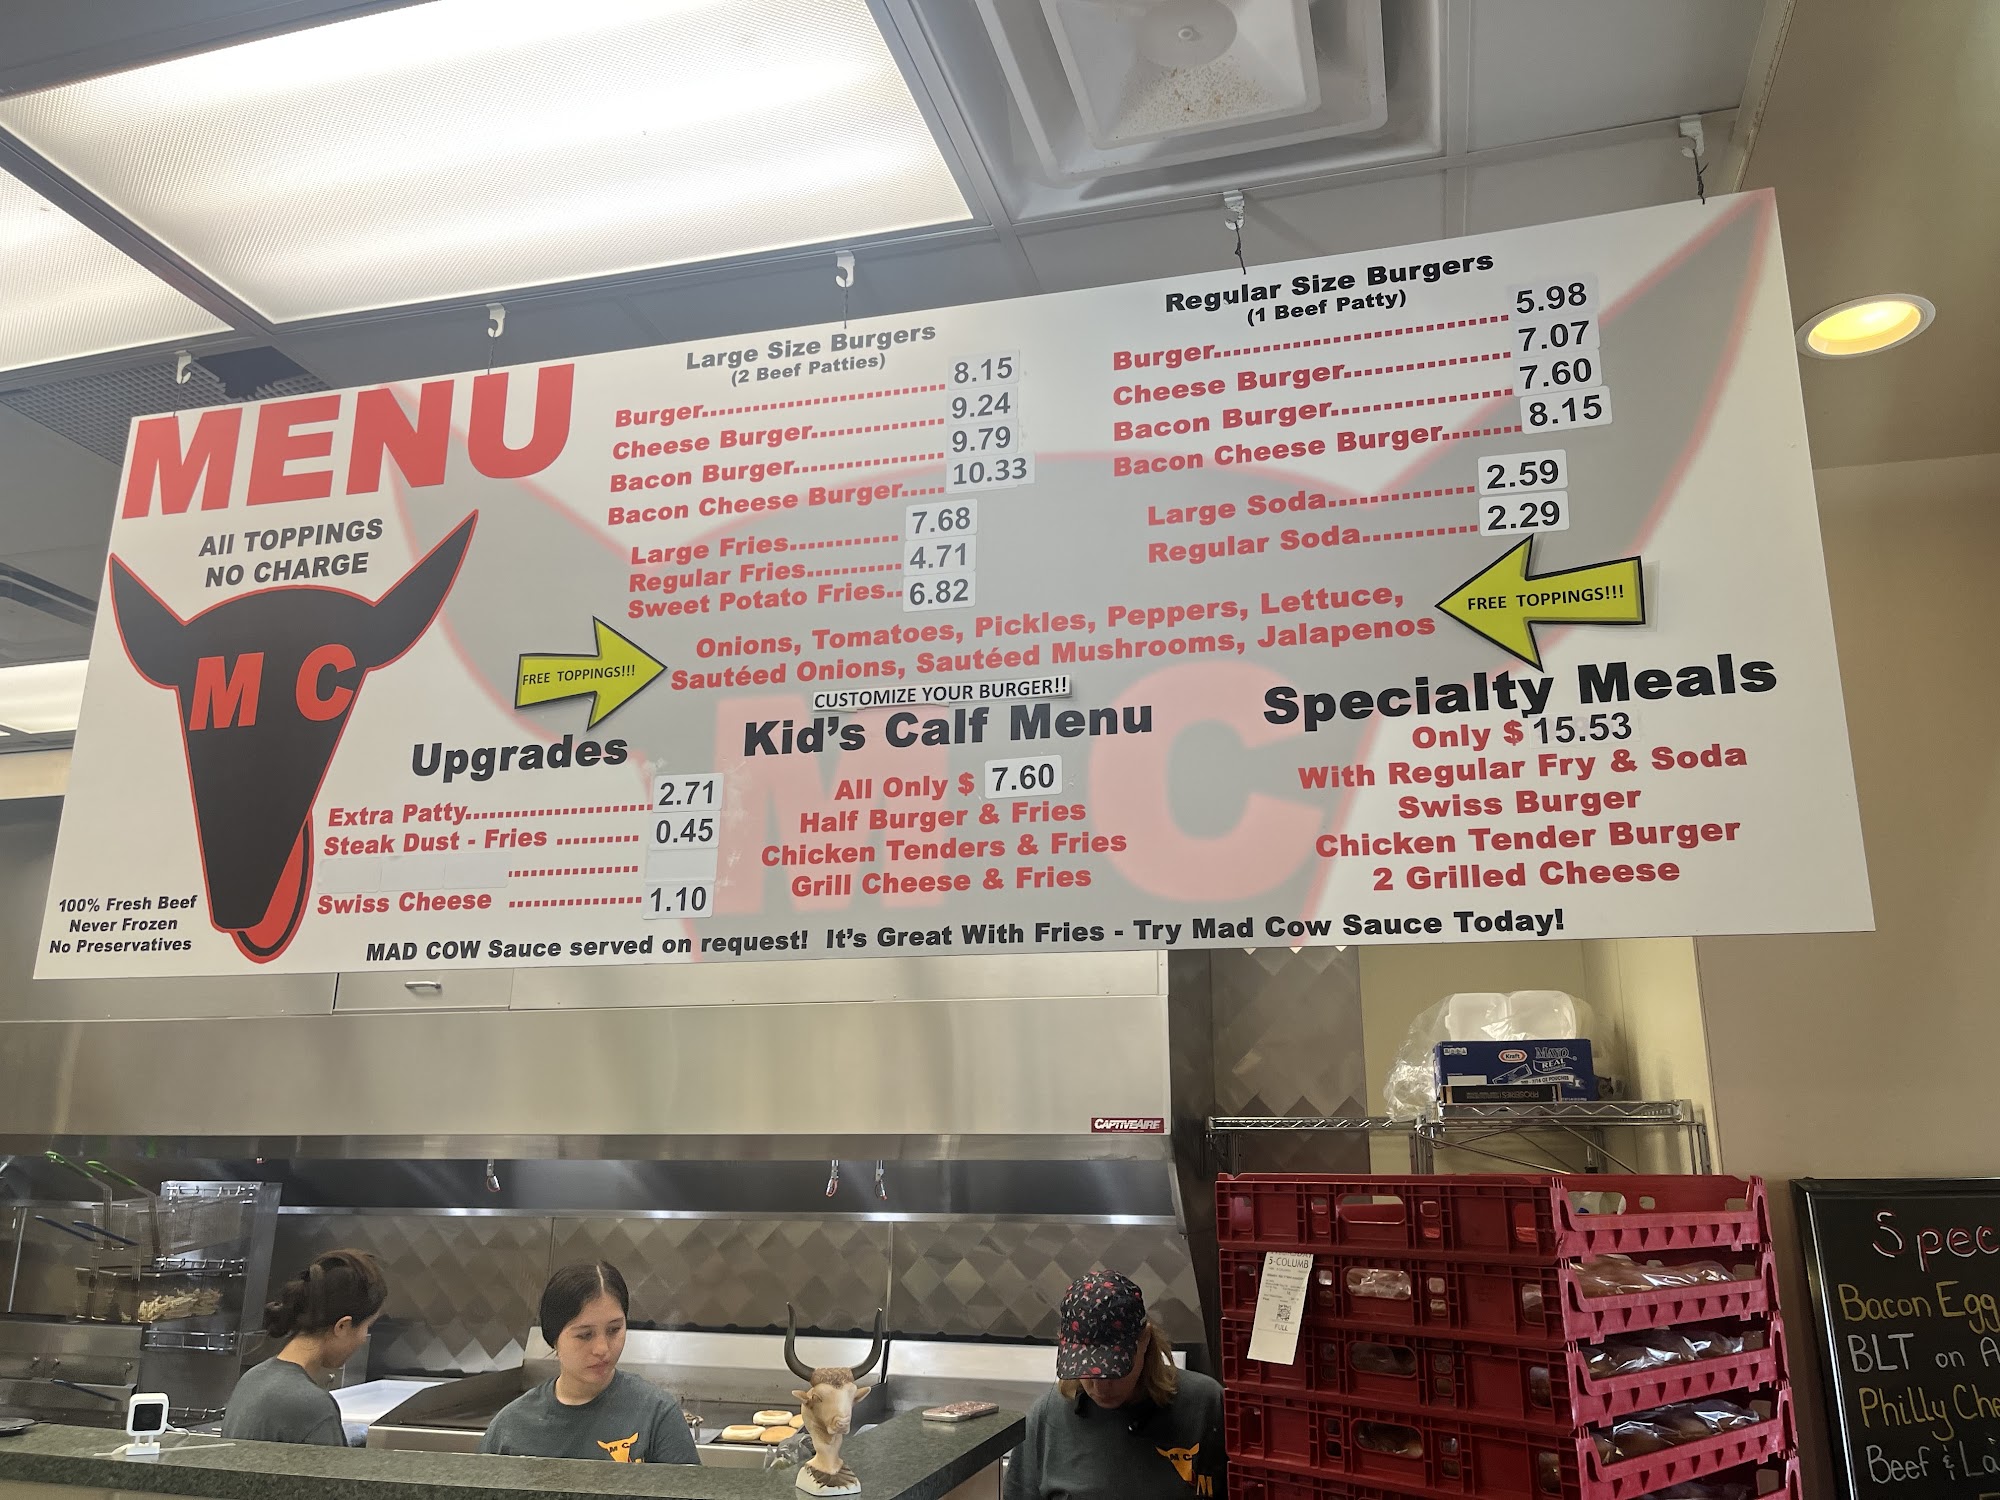 MENU
All TOPPINGS
NO CHARGE
M C
100% Fresh Beef
Never Frozen
No Preservatives
Large Size Burgers
(2 Beef Patties)
Burger........................... 8.15
Cheese Burger............... 9.24
Bacon Burger................. 9.79
Bacon Cheese Burger..... 10.33
Large Fries............. 7.68
Regular Fries........... 4.71
Sweet Potato Fries.. 6.82
Regular Size Burgers
(1 Beef Patty)
Burger.............................. 5.98
Cheese Burger................. 7.07
Bacon Burger................... 7.60
Bacon Cheese Burger........ 8.15
Large Soda............... 2.59
Regular Soda............ 2.29
FREE TOPPINGS!!!
Onions, Tomatoes, Pickles, Peppers, Lettuce,
Sautéed Onions, Sautéed Mushrooms, Jalapenos
FREE TOPPINGS!!!
CUSTOMIZE YOUR BURGER!!
Upgrades
Extra Patty...................... 2.71
Steak Dust - Fries .......... 0.45
................
Swiss Cheese ................ 1.10
Kid's Calf Menu
All Only $ 7.60
Half Burger & Fries
Chicken Tenders & Fries
Grill Cheese & Fries
Specialty Meals
Only $ 15.53
With Regular Fry & Soda
Swiss Burger
Chicken Tender Burger
2 Grilled Cheese
MAD COW Sauce served on request! It's Great With Fries - Try Mad Cow Sauce Today!
M C
CAPTIVEAIRE
Kraft
MAYO
REAL
S-COLUMB
FULL
Spec
Bacon Egg
BLT on A
Philly Che
Beef & La
M C
M C
M